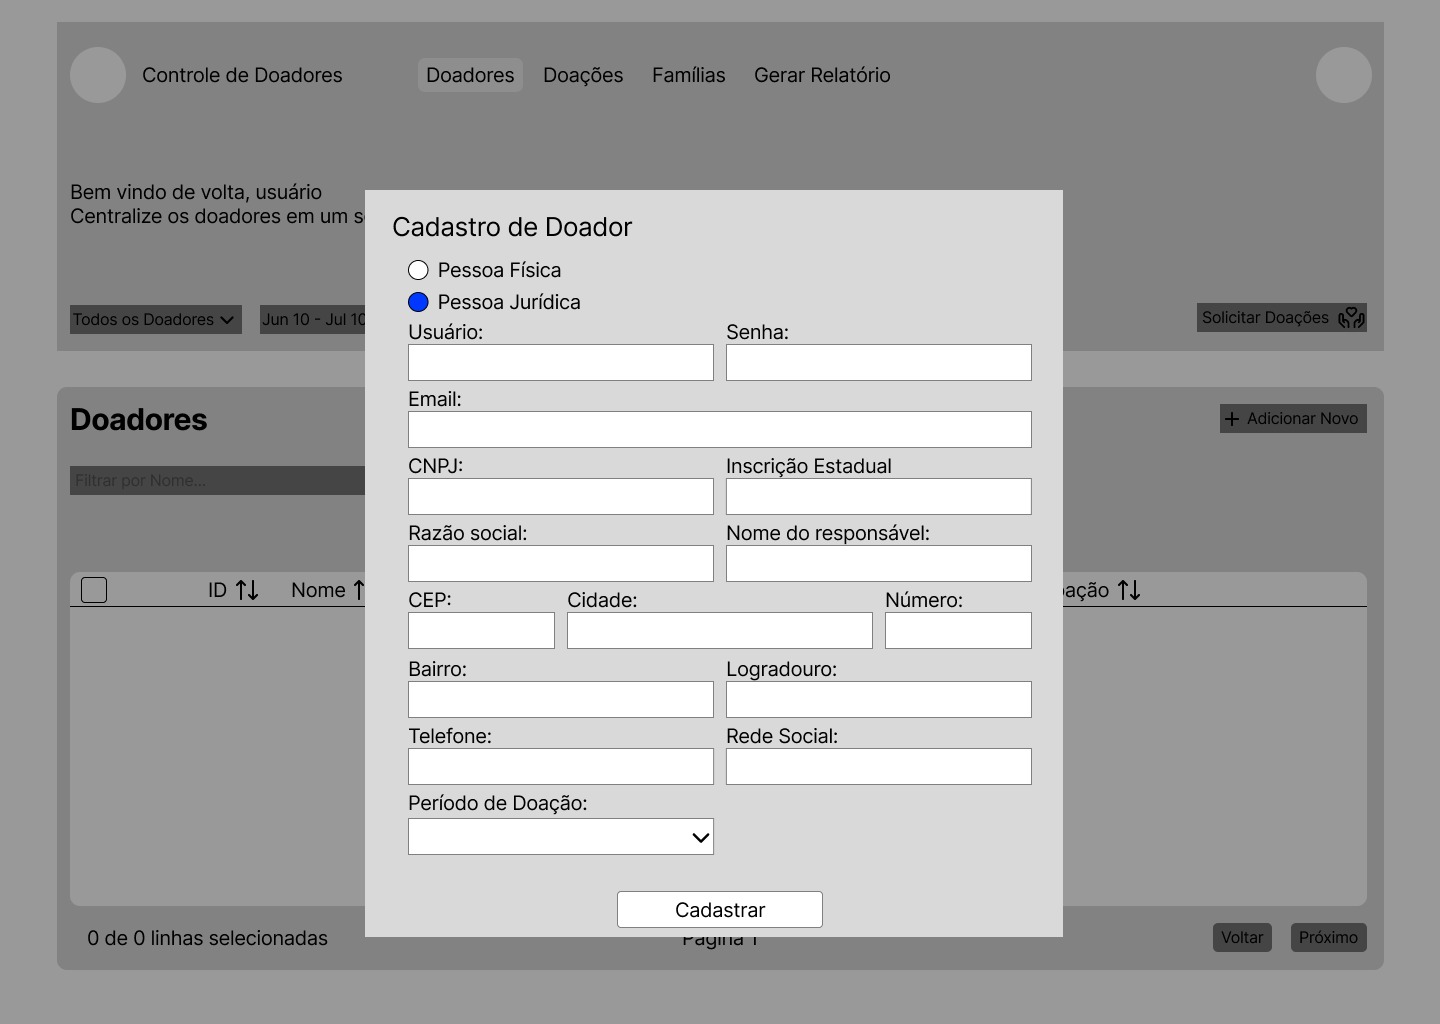 Controle de Doadores
Doadores
Doações
Famílias
Gerar Relatório
Bem vindo de volta, usuário
Centralize os doadores em um
Todos os Doadores
Jun 10 - Jul 10
Solicitar Doações
Doadores
Adicionar Novo
Filtrar por Nome...
ID
Nome
Cadastro de Doador
Pessoa Física
Pessoa Jurídica
Usuário:
Senha:
Email:
CNPJ:
Inscrição Estadual
Razão social:
Nome do responsável:
CEP:
Cidade:
Número:
Bairro:
Logradouro:
Telefone:
Rede Social:
Período de Doação:
Cadastrar
0 de 0 linhas selecionadas
Página 1
Voltar
Próximo